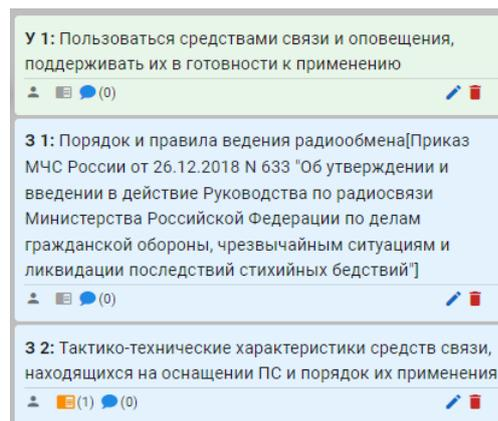 У 1: Пользоваться средствами связи и оповещения,
поддерживать их в готовности к применению
(0)
З 1: Порядок и правила ведения радиообмена[Приказ
МЧС России от 26.12.2018 N 633 "Об утверждении и
введении в действие Руководства по радиосвязи
Министерства Российской Федерации по делам
гражданской обороны, чрезвычайным ситуациям и
ликвидации последствий стихийных бедствий"]
(0)
З 2: Тактико-технические характеристики средств связи,
находящихся на оснащении ПС и порядок их применения
(1) (0)